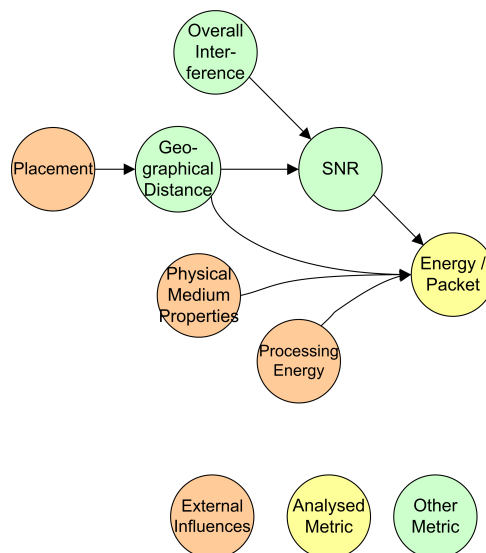 Overall
Inter-
ference
Placement
Geo-
graphical
Distance
SNR
Energy /
Packet
Physical
Medium
Properties
Processing
Energy
External
Influences
Analysed
Metric
Other
Metric